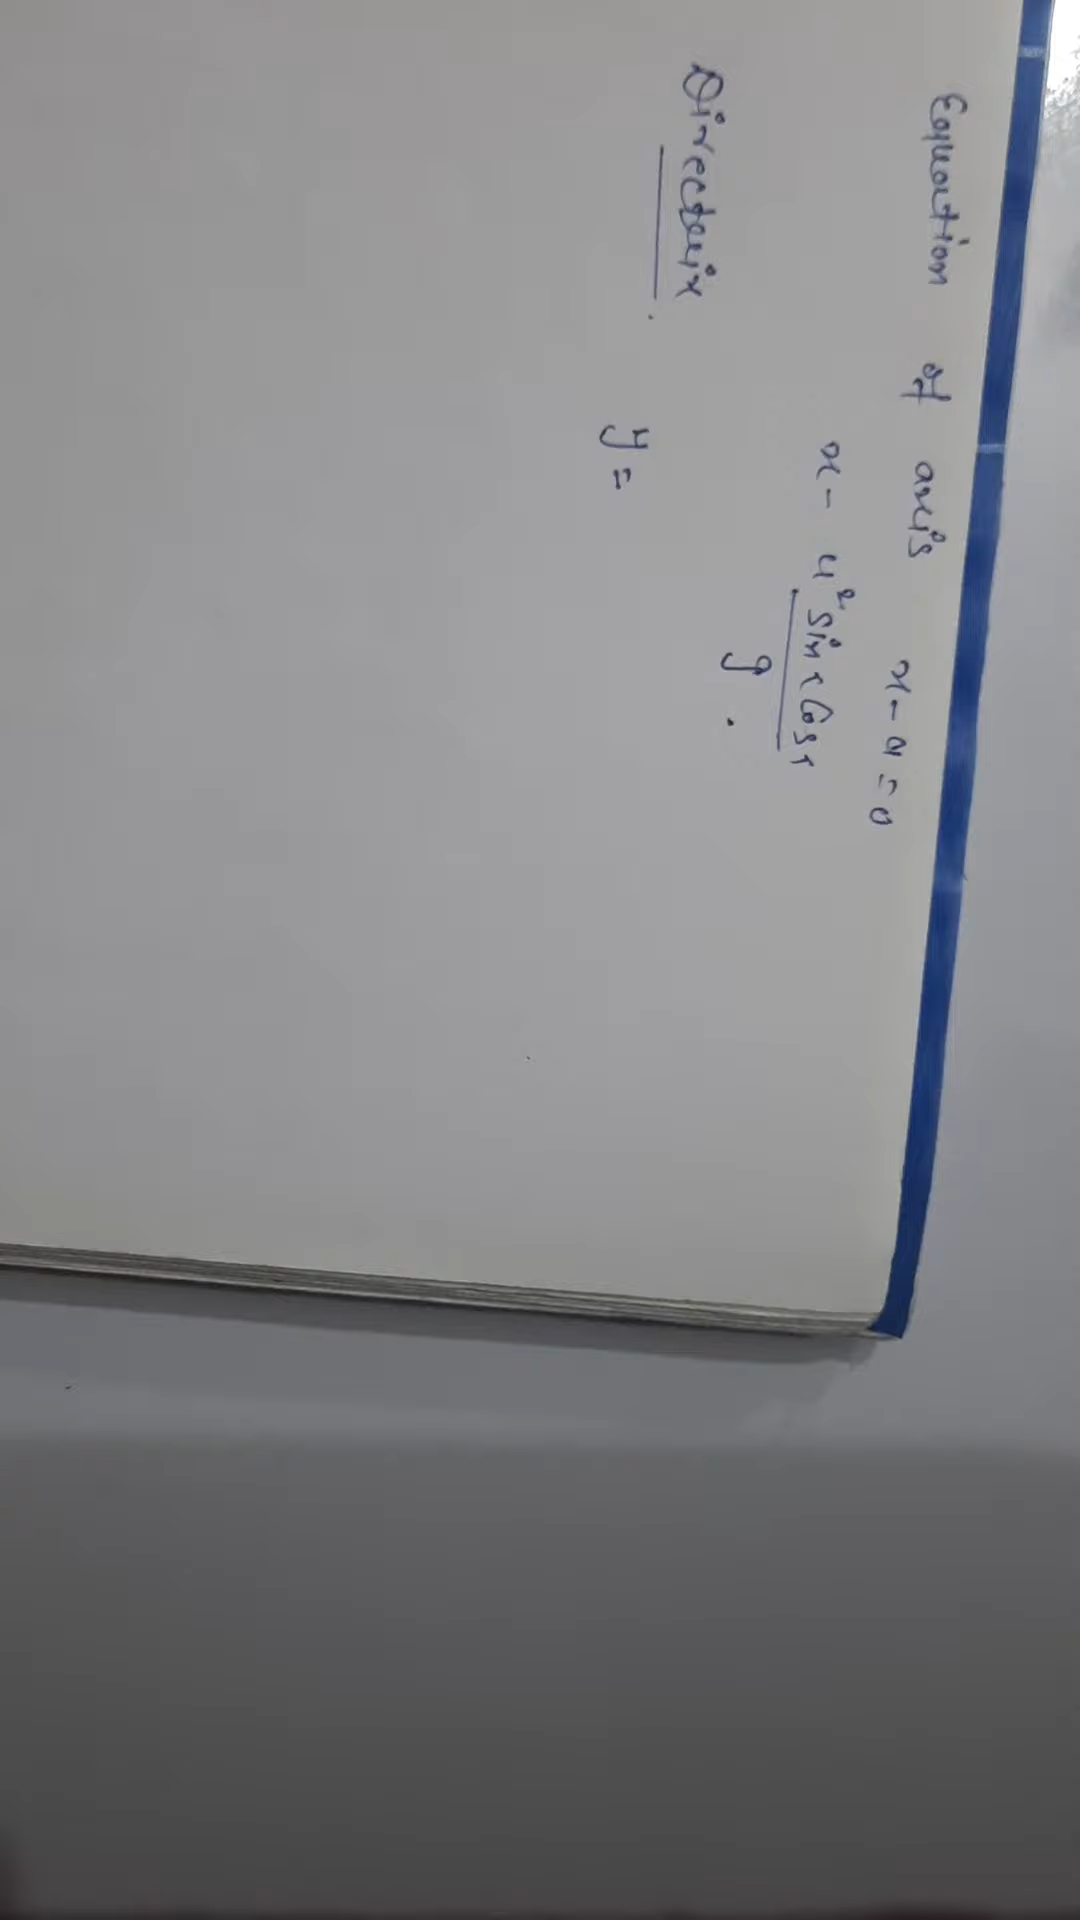 Equation of axis x - a = 0
x - u² sin τ cos τ / g .
Directrix .
y =